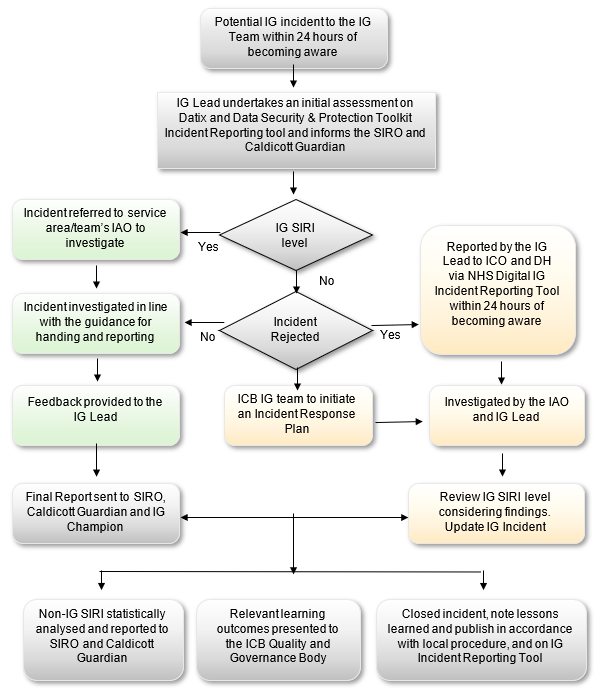 Potential IG incident to the IG
Team within 24 hours of
becoming aware
IG Lead undertakes an initial assessment on
Datix and Data Security & Protection Toolkit
Incident Reporting tool and informs the SIRO and
Caldicott Guardian
Incident referred to service
area/team's IAO to
investigate
Yes
IG SIRI
level
No
Reported by the IG
Lead to ICO and DH
via NHS Digital IG
Incident Reporting Tool
within 24 hours of
becoming aware
Incident investigated in line
with the guidance for
handing and reporting
No
Incident
Rejected
Yes
Feedback provided to the
IG Lead
ICB IG team to initiate
an Incident Response
Plan
Investigated by the IAO
and IG Lead
Final Report sent to SIRO,
Caldicott Guardian and IG
Champion
Review IG SIRI level
considering findings.
Update IG Incident
Non-IG SIRI statistically
analysed and reported to
SIRO and Caldicott
Guardian
Relevant learning
outcomes presented to
the ICB Quality and
Governance Body
Closed incident, note lessons
learned and publish in accordance
with local procedure, and on IG
Incident Reporting Tool